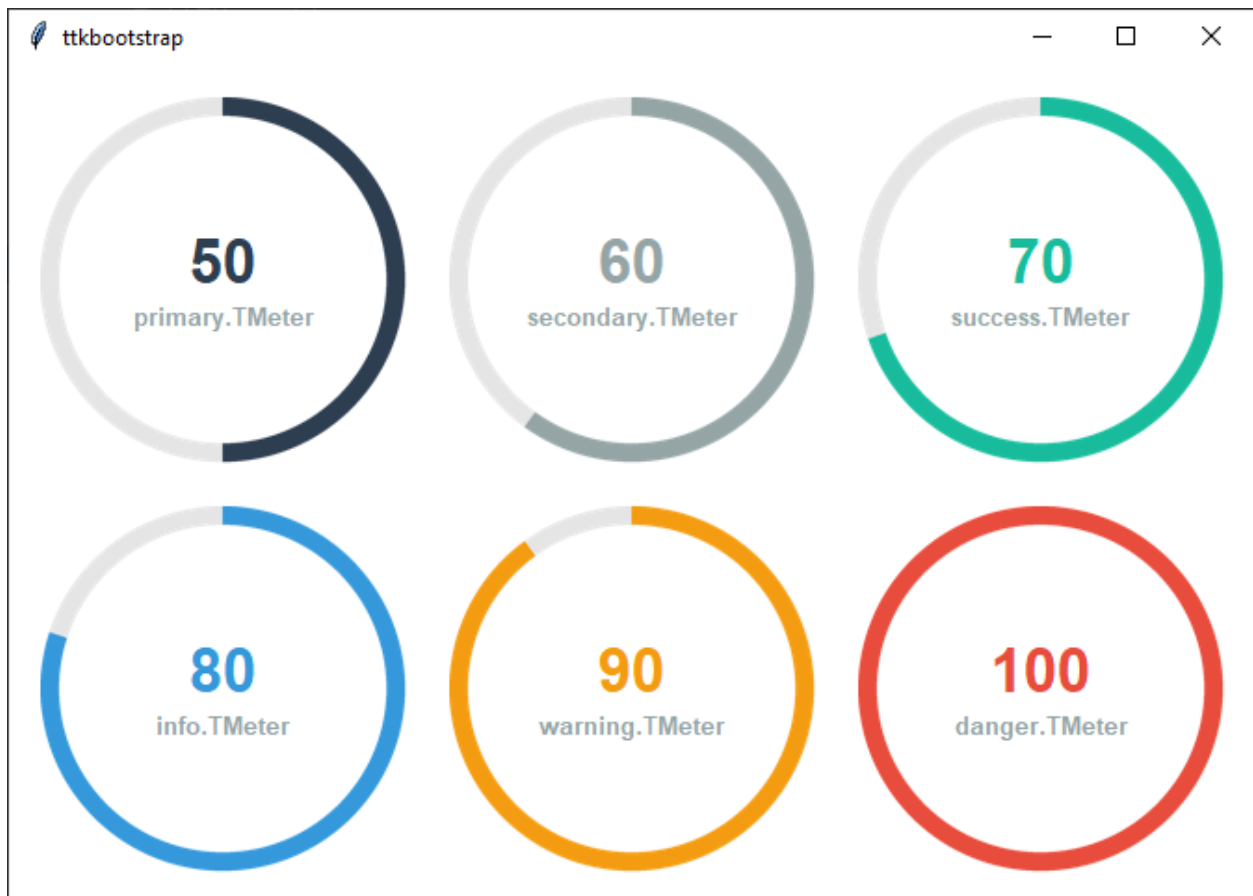 ttkbootstrap
50
primary.TMeter
60
secondary.TMeter
70
success.TMeter
80
info.TMeter
90
warning.TMeter
100
danger.TMeter